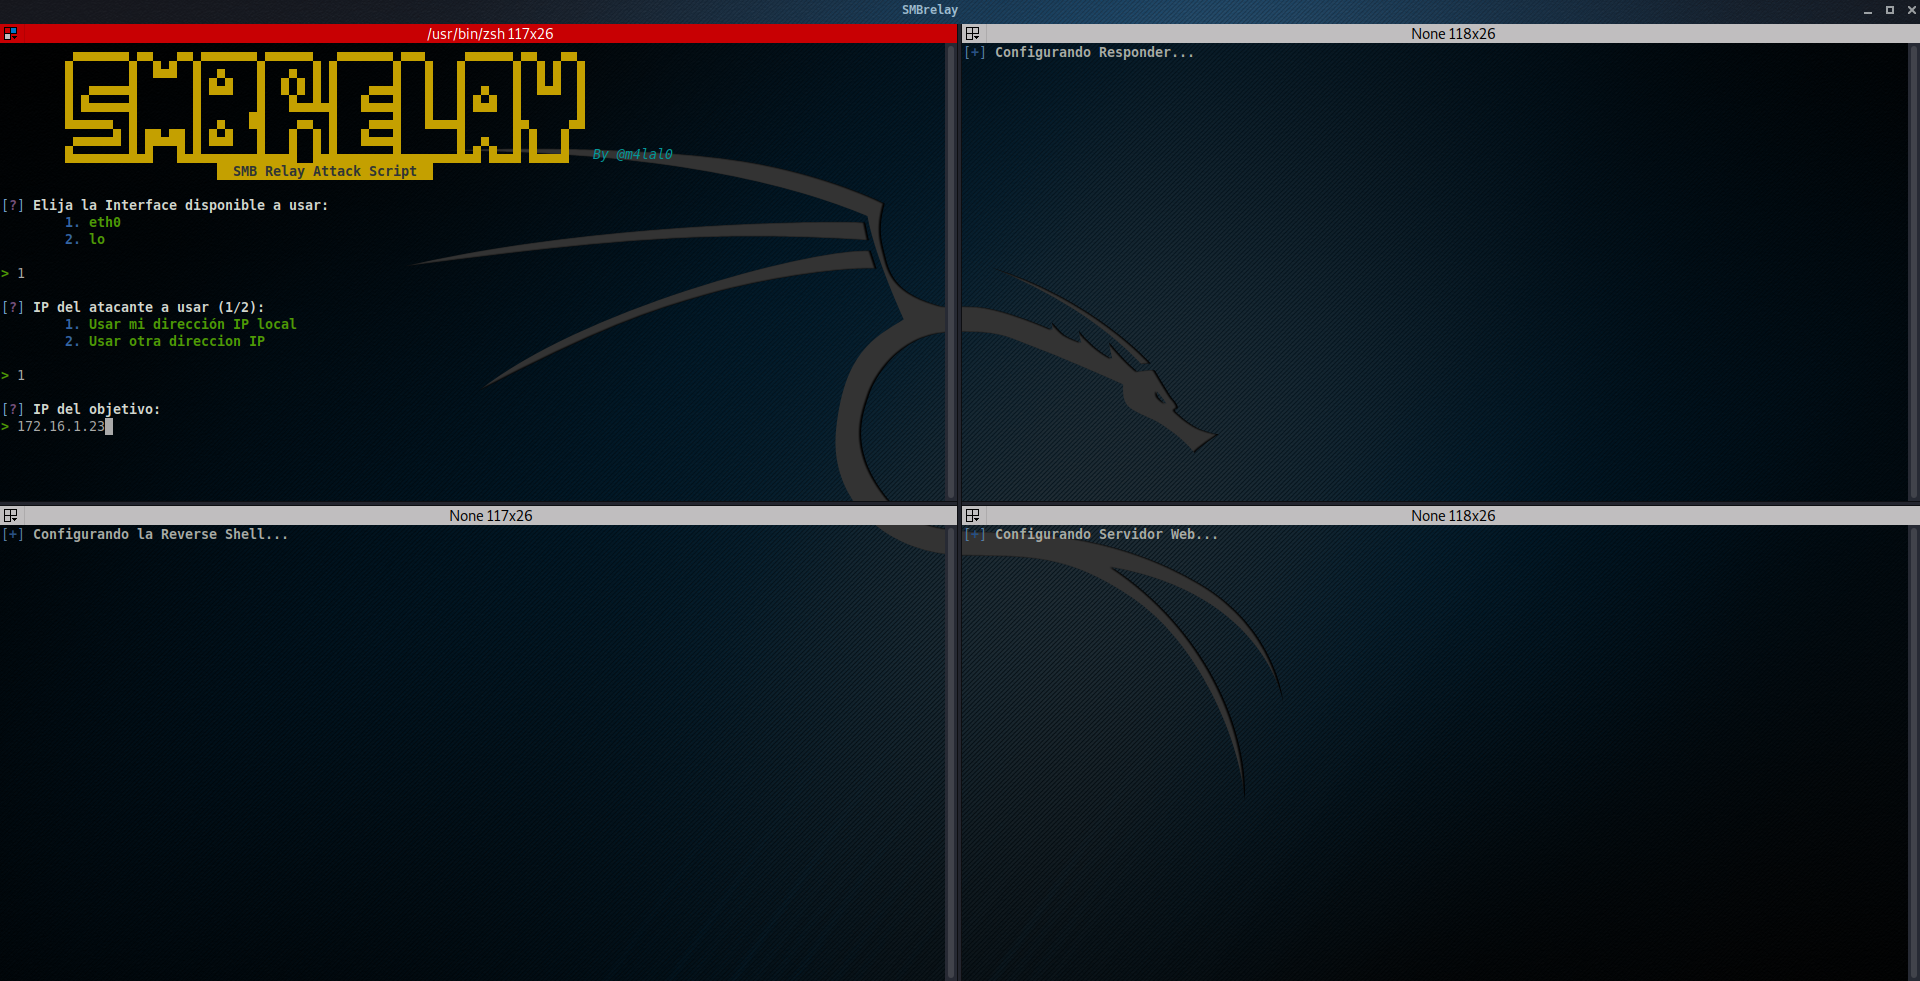 SMBrelay
/usr/bin/zsh 117x26
SMBRELAY
By @m4lal0
SMB Relay Attack Script
[?] Elija la Interface disponible a usar:
1. eth0
2. lo
> 1
[?] IP del atacante a usar (1/2):
1. Usar mi dirección IP local
2. Usar otra direccion IP
> 1
[?] IP del objetivo:
> 172.16.1.23
None 118x26
[+] Configurando Responder...
None 117x26
[+] Configurando la Reverse Shell...
None 118x26
[+] Configurando Servidor Web...